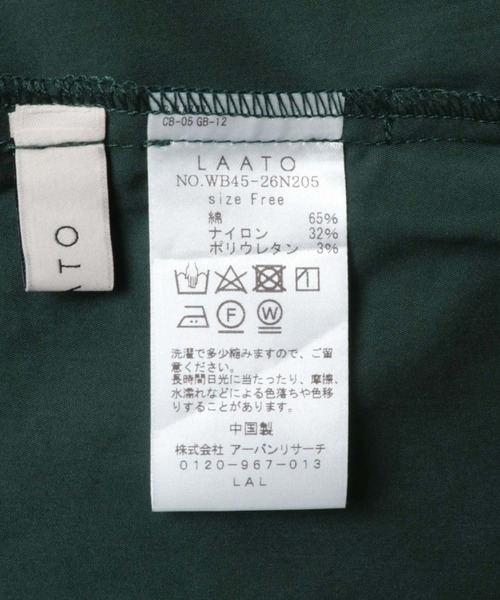 CB-05 GB-12
LAATO
NO.WB45-26N205
size Free
綿 65%
ナイロン 32%
ポリウレタン 3%
F W
洗濯で多少縮みますので、ご留
意ください。
長時間日光に当たったり、摩擦、
水濡れなどによる色落ちや色移
りすることがあります。
中国製
株式会社 アーバンリサーチ
0120-967-013
LAL
ATO